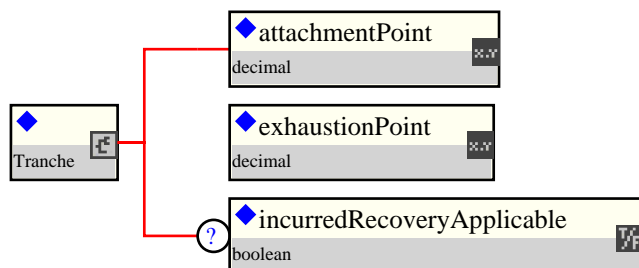 attachmentPoint
decimal
X.Y
Tranche
exhaustionPoint
decimal
X.Y
?
incurredRecoveryApplicable
boolean
T/F